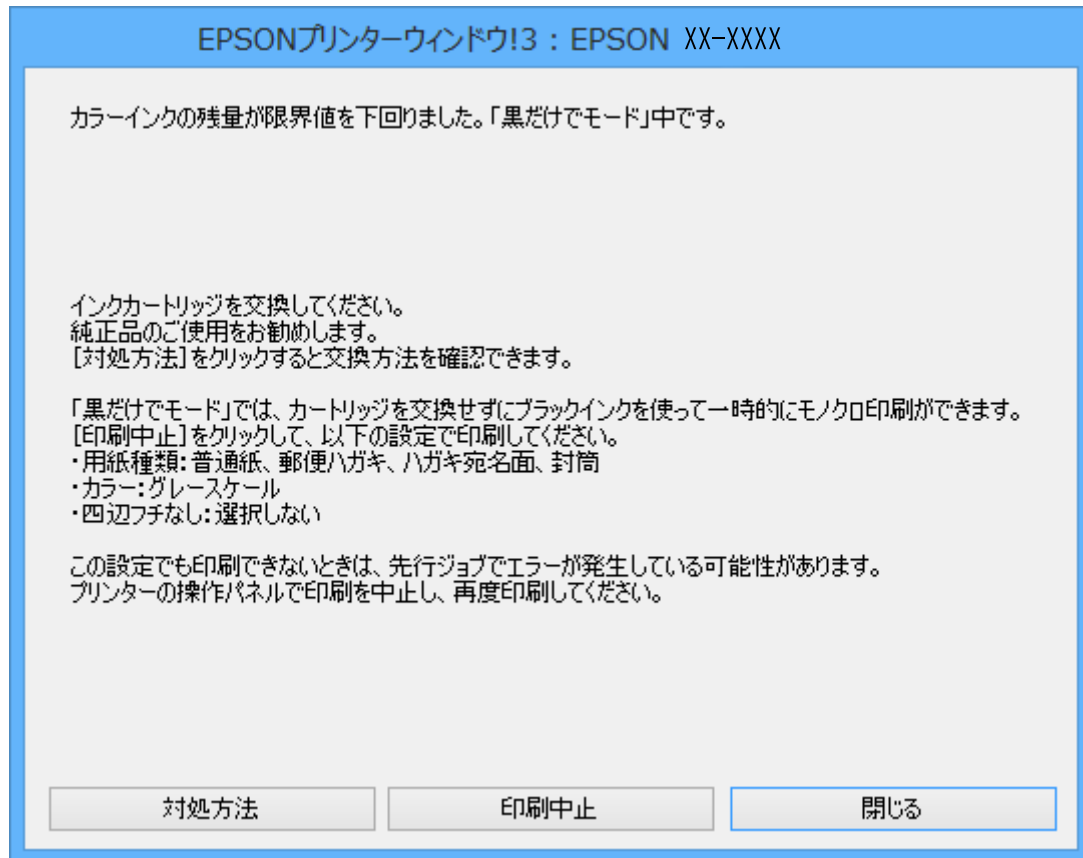 EPSONプリンターウィンドウ!3 : EPSON XX-XXXX
カラーインクの残量が限界値を下回りました。「黒だけでモード」中です。
インクカートリッジを交換してください。
純正品のご使用をお勧めします。
[対処方法]をクリックすると交換方法を確認できます。
「黒だけでモード」では、カートリッジを交換せずにブラックインクを使って一時的にモノクロ印刷ができます。
[印刷中止]をクリックして、以下の設定で印刷してください。
・用紙種類:普通紙、郵便ハガキ、ハガキ宛名面、封筒
・カラー:グレースケール
・四辺フチなし:選択しない
この設定でも印刷できないときは、先行ジョブでエラーが発生している可能性があります。
プリンターの操作パネルで印刷を中止し、再度印刷してください。
対処方法
印刷中止
閉じる